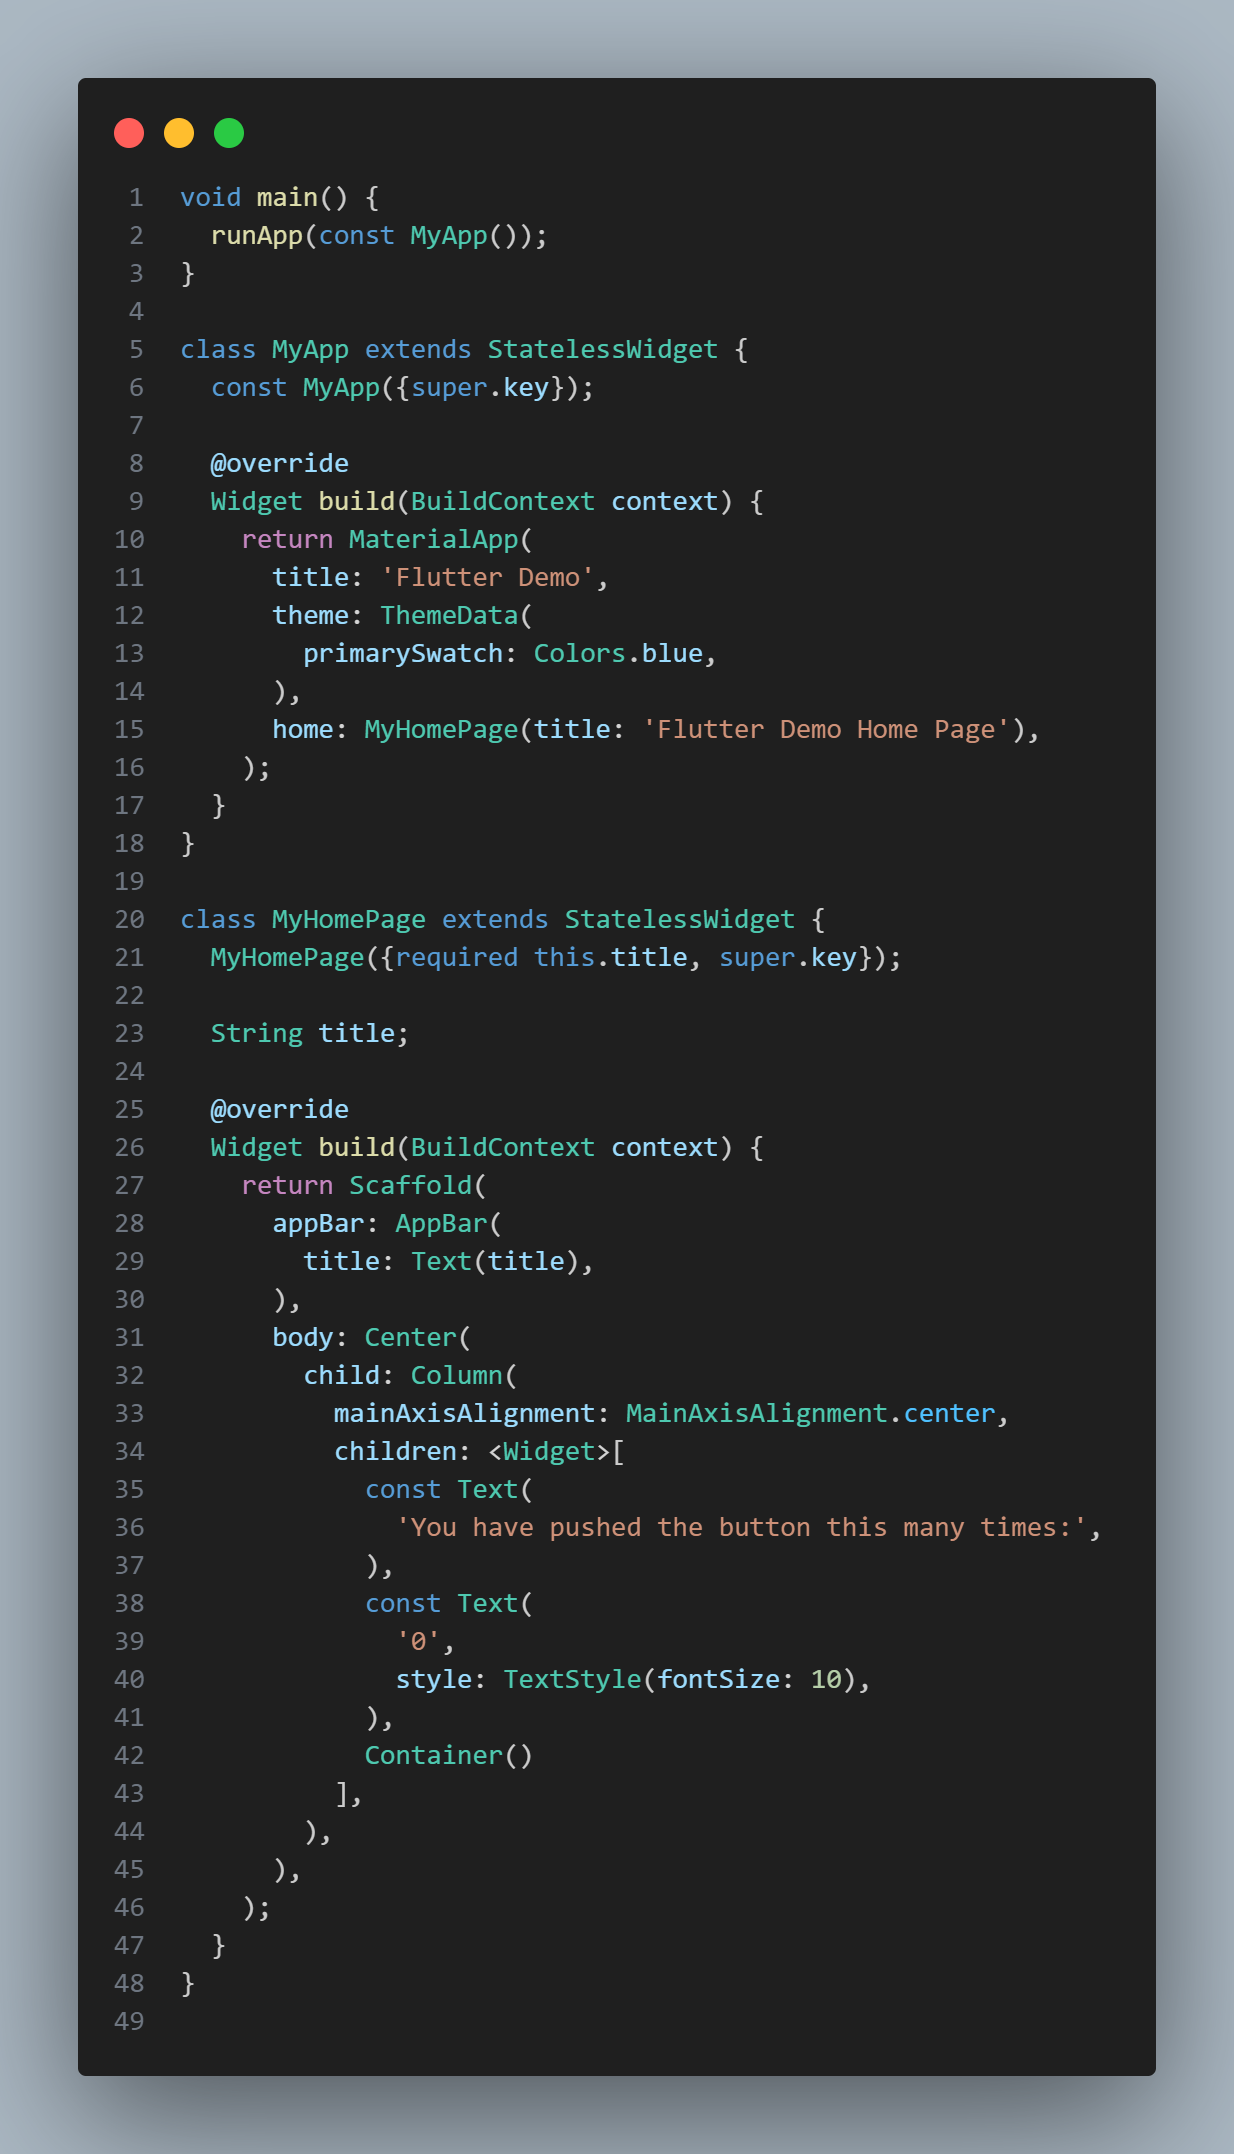 1 void main() {
2   runApp(const MyApp());
3 }
4
5 class MyApp extends StatelessWidget {
6   const MyApp({super.key});
7
8   @override
9   Widget build(BuildContext context) {
10     return MaterialApp(
11       title: 'Flutter Demo',
12       theme: ThemeData(
13         primarySwatch: Colors.blue,
14       ),
15       home: MyHomePage(title: 'Flutter Demo Home Page'),
16     );
17   }
18 }
19
20 class MyHomePage extends StatelessWidget {
21   MyHomePage({required this.title, super.key});
22
23   String title;
24
25   @override
26   Widget build(BuildContext context) {
27     return Scaffold(
28       appBar: AppBar(
29         title: Text(title),
30       ),
31       body: Center(
32         child: Column(
33           mainAxisAlignment: MainAxisAlignment.center,
34           children: <Widget>[
35             const Text(
36               'You have pushed the button this many times:',
37             ),
38             const Text(
39               '0',
40               style: TextStyle(fontSize: 10),
41             ),
42             Container()
43           ],
44         ),
45       ),
46     );
47   }
48 }
49